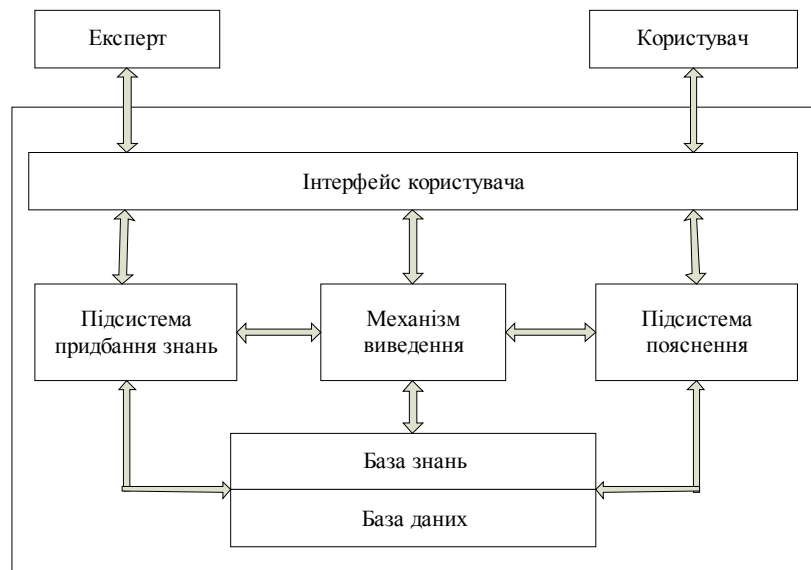 Експерт
Користувач
Інтерфейс користувача
Підсистема
придбання знань
Механізм
виведення
Підсистема
пояснення
База знань
База даних